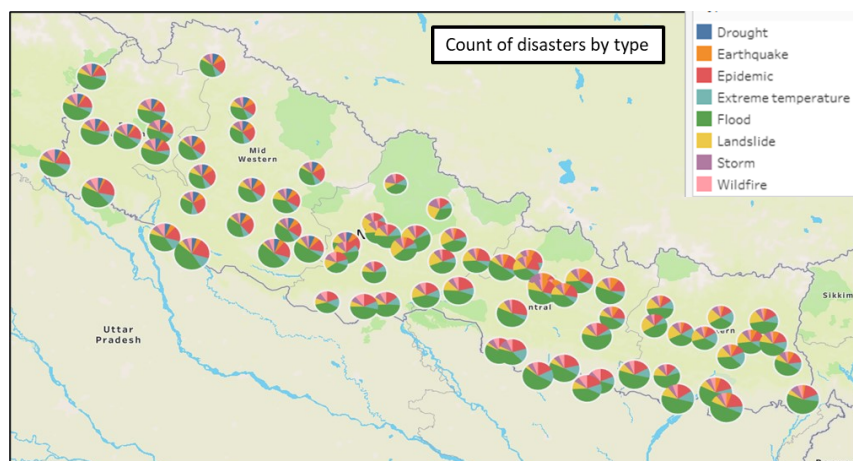 Count of disasters by type
Drought
Earthquake
Epidemic
Extreme temperature
Flood
Landslide
Storm
Wildfire
Mid
Western
Sikkim
Uttar
Pradesh